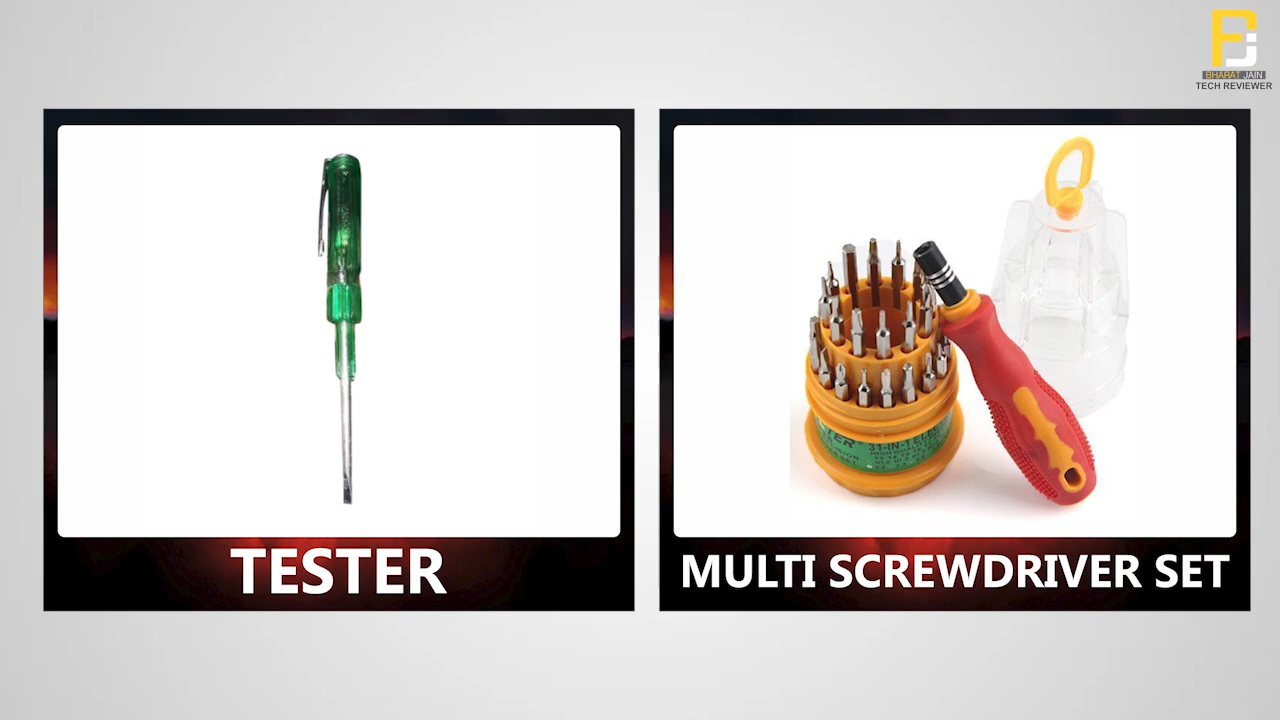 BHARAT JAIN
TECH REVIEWER
31-IN-1
TESTER
MULTI SCREWDRIVER SET